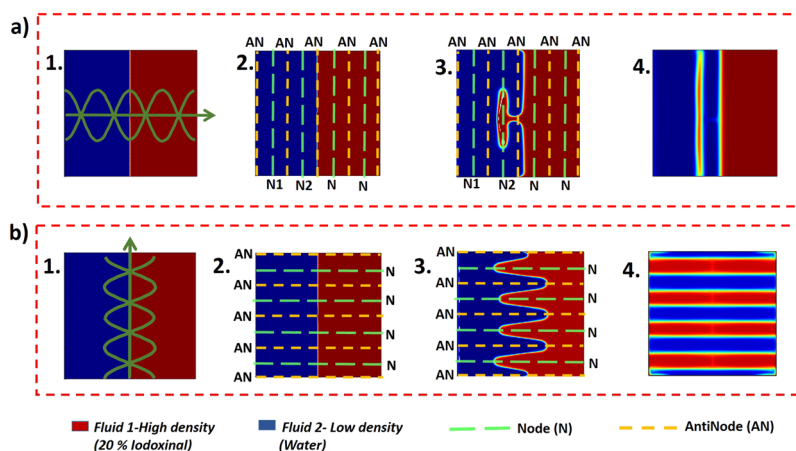 a)
1.
2.
3.
4.
AN AN AN AN AN
AN AN AN AN AN
N1 N2 N N
N1 N2 N N
b)
1.
2.
3.
4.
AN
N
AN
N
AN
N
AN
N
AN
AN
N
AN
N
AN
N
AN
N
AN
Fluid 1-High density
(20 % Iodoxinal)
Fluid 2- Low density
(Water)
Node (N)
AntiNode (AN)